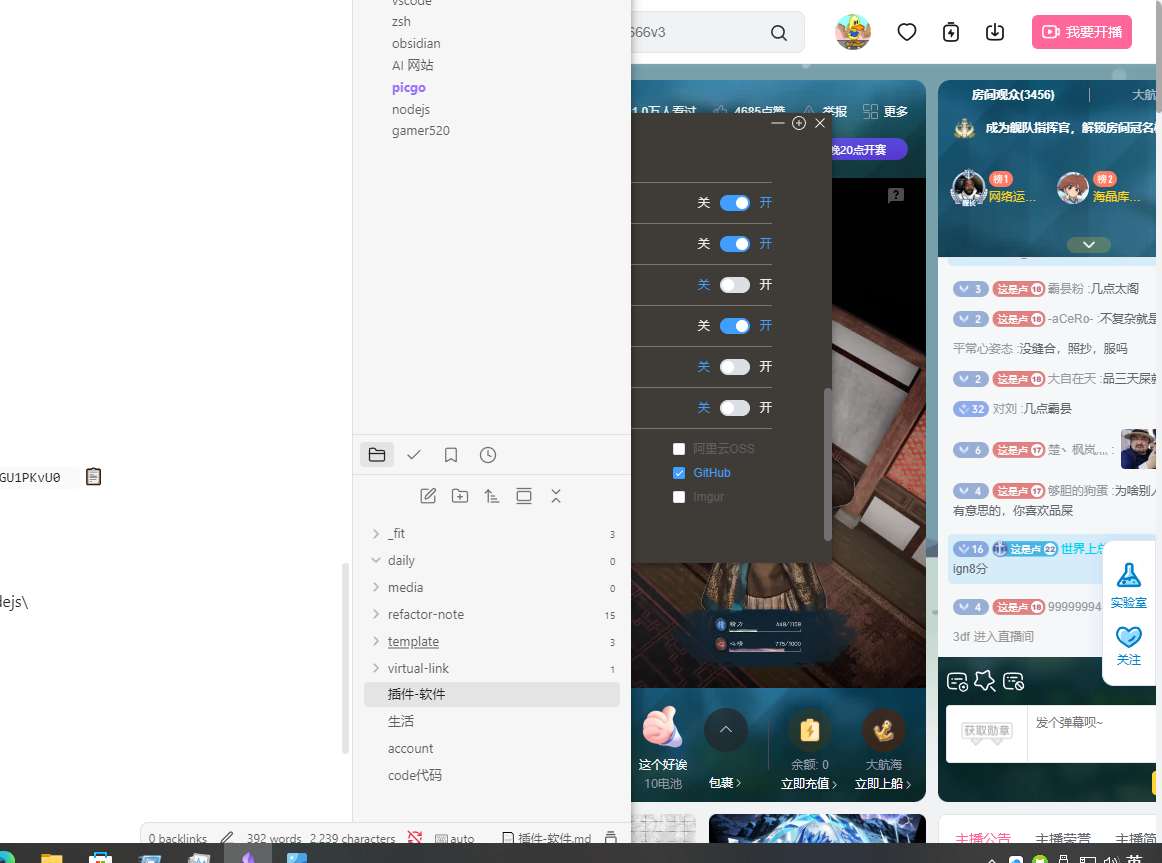 vscode
zsh
obsidian
AI 网站
picgo
nodejs
gamer520
GU1PKvU0
dejs\
_fit 3
daily 0
media 0
refactor-note 15
template 3
virtual-link 1
插件-软件
生活
account
code代码
0 backlinks 392 words 2,239 characters auto 插件-软件.md
666v3
我要开播
1.0万人看过 4685点赞 举报 更多
晚20点开赛
关 开
关 开
关 开
关 开
关 开
关 开
阿里云OSS
GitHub
Imgur
448/1108
775/1000
这个好诶
10电池
包裹
余额: 0
立即充值
大航海
立即上船
房间观众(3456) 大航
成为舰队指挥官，解锁房间冠名
榜1
舰长
网络运...
榜2
海品库...
3 这是卢 18 霸县粉 :几点太阁
2 这是卢 18 -aCeRo- :不复杂就是
平常心姿态 :没缝合，照抄，服吗
2 这是卢 18 大自在天 :品三天屎
32 对刘 :几点霸县
6 这是卢 17 楚丶枫岚灬 :
4 这是卢 17 够胆的狗蛋 :为啥别人
有意思的，你喜欢品屎
16 这是卢 22 世界上
ign8分
4 这是卢 18 99999994
3df 进入直播间
实验室
关注
获取勋章
发个弹幕呗~
主播公告 主播荣誉 主播简
英